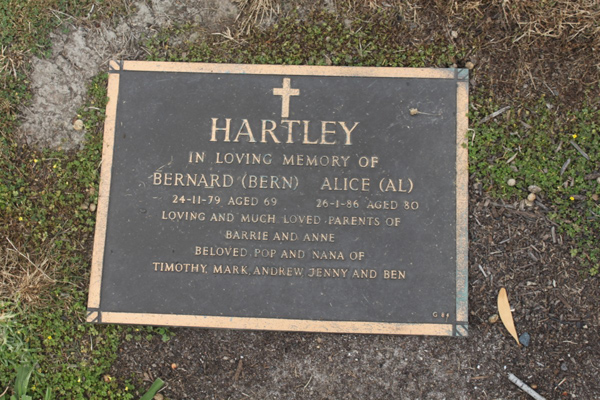 HARTLEY
IN LOVING MEMORY OF
BERNARD (BERN) ALICE (AL)
24-11-79 AGED 69 26-1-86 AGED 80
LOVING AND MUCH LOVED PARENTS OF
BARRIE AND ANNE
BELOVED POP AND NANA OF
TIMOTHY, MARK, ANDREW, JENNY AND BEN